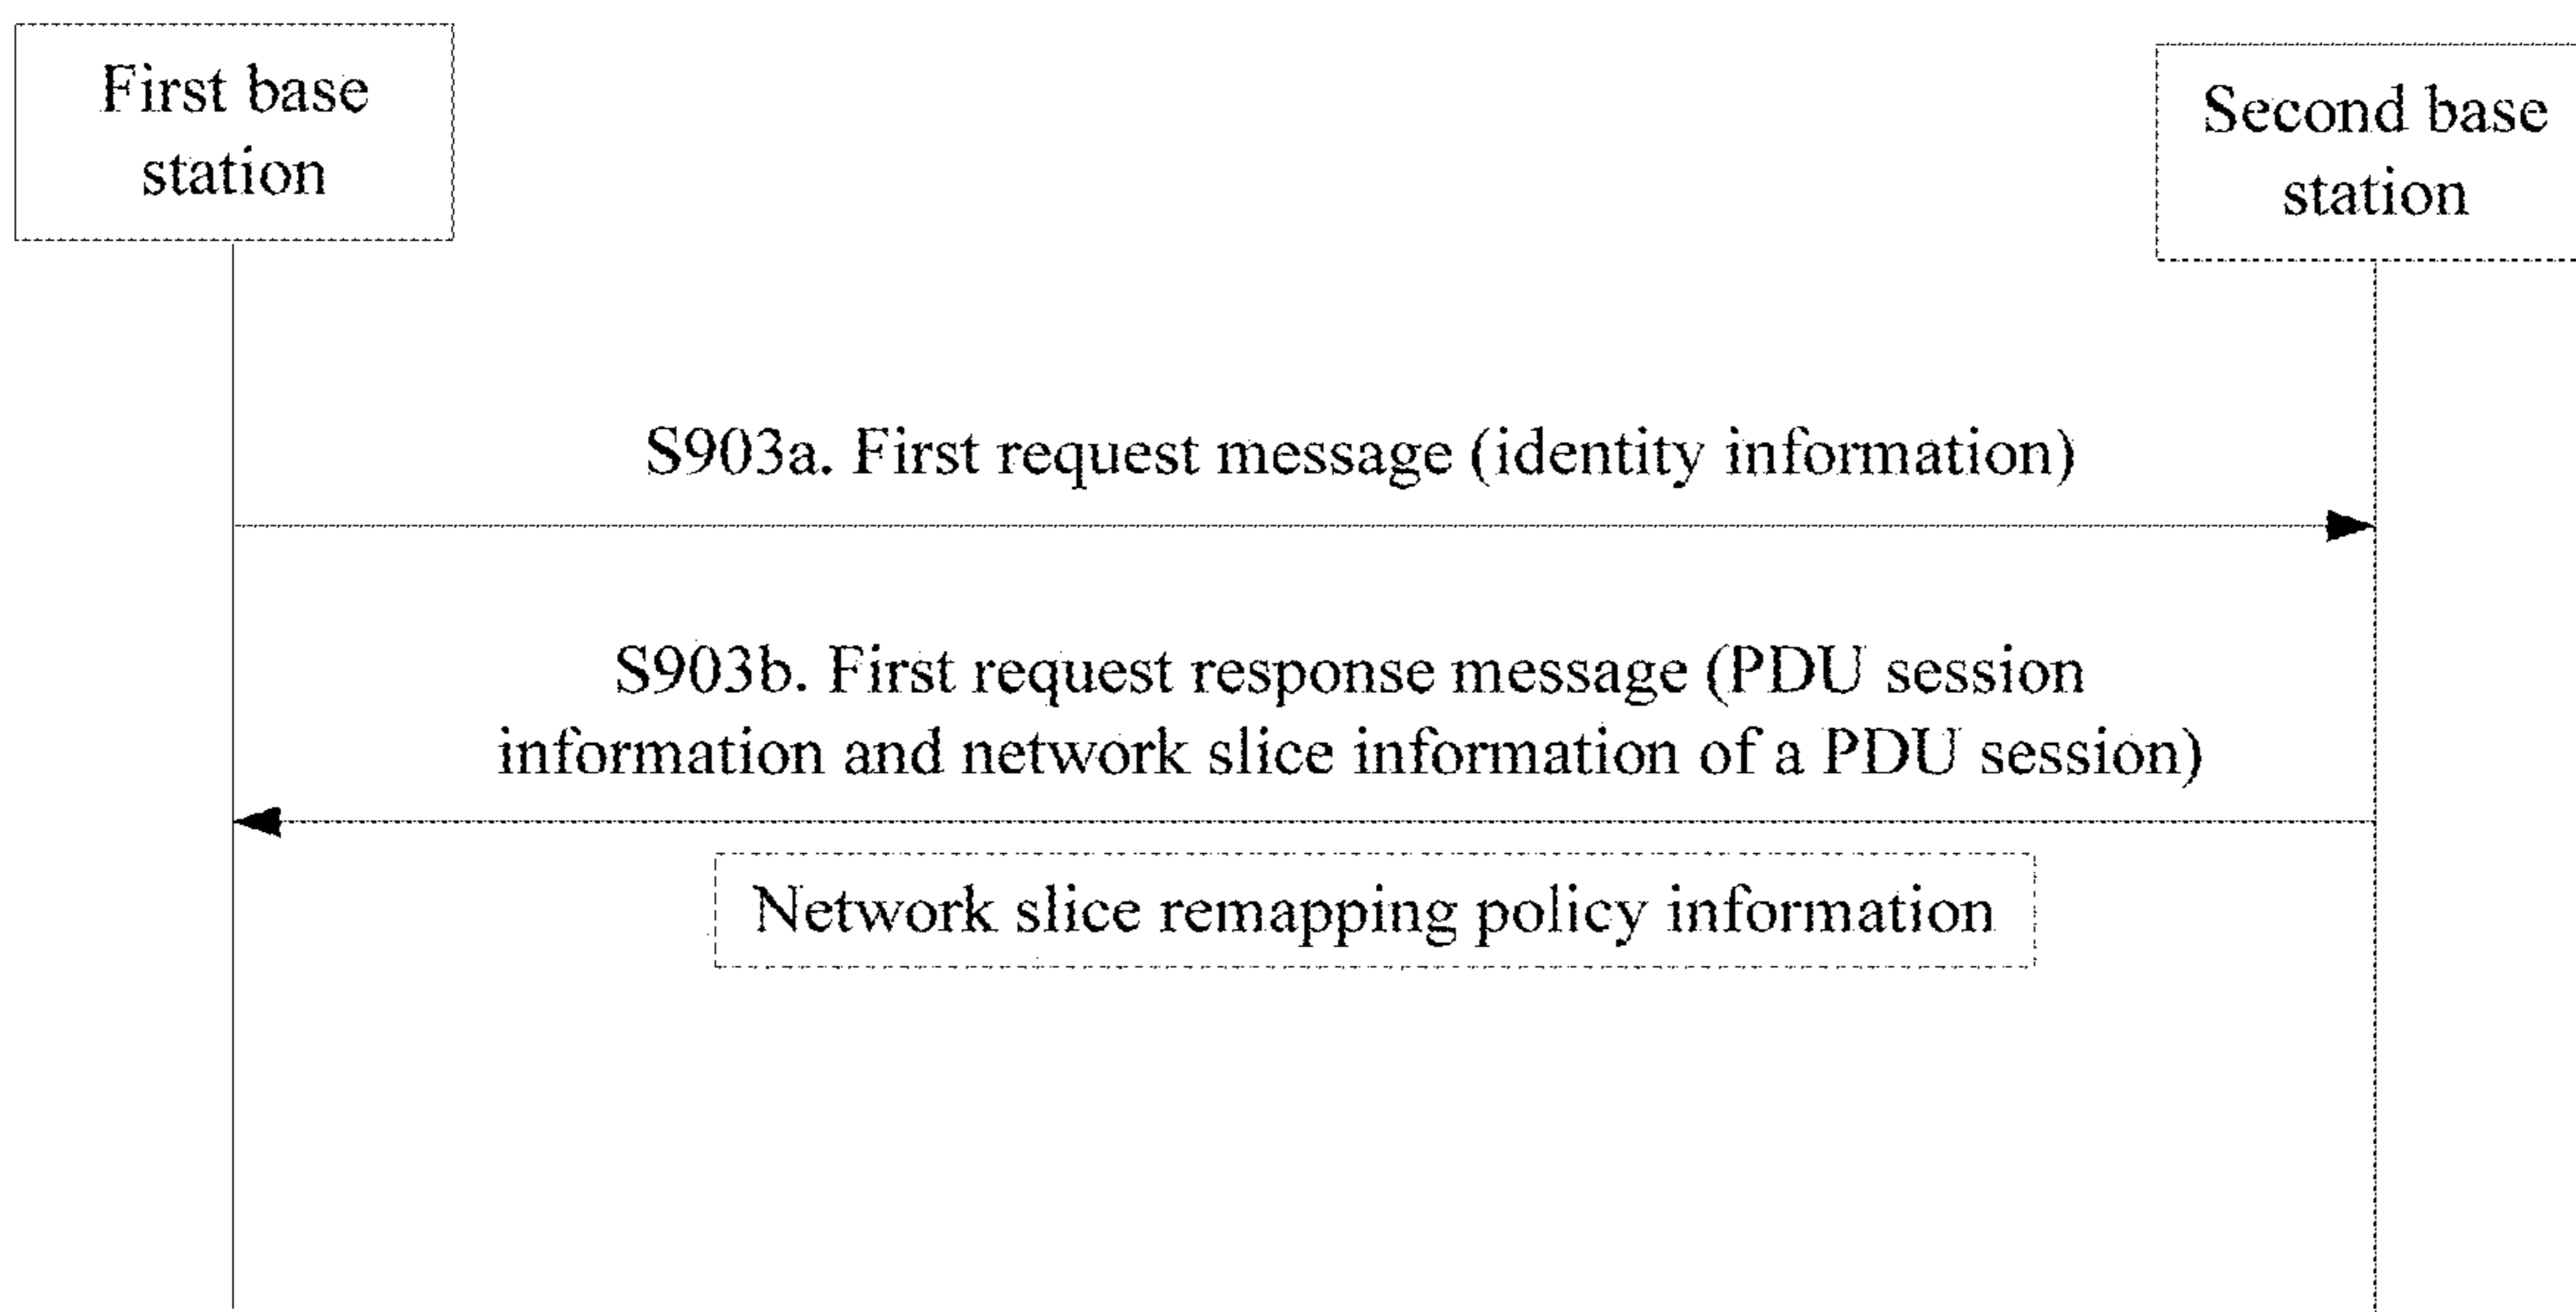 First base
station
Second base
station
S903a. First request message (identity information)
S903b. First request response message (PDU session
information and network slice information of a PDU session)
Network slice remapping policy information